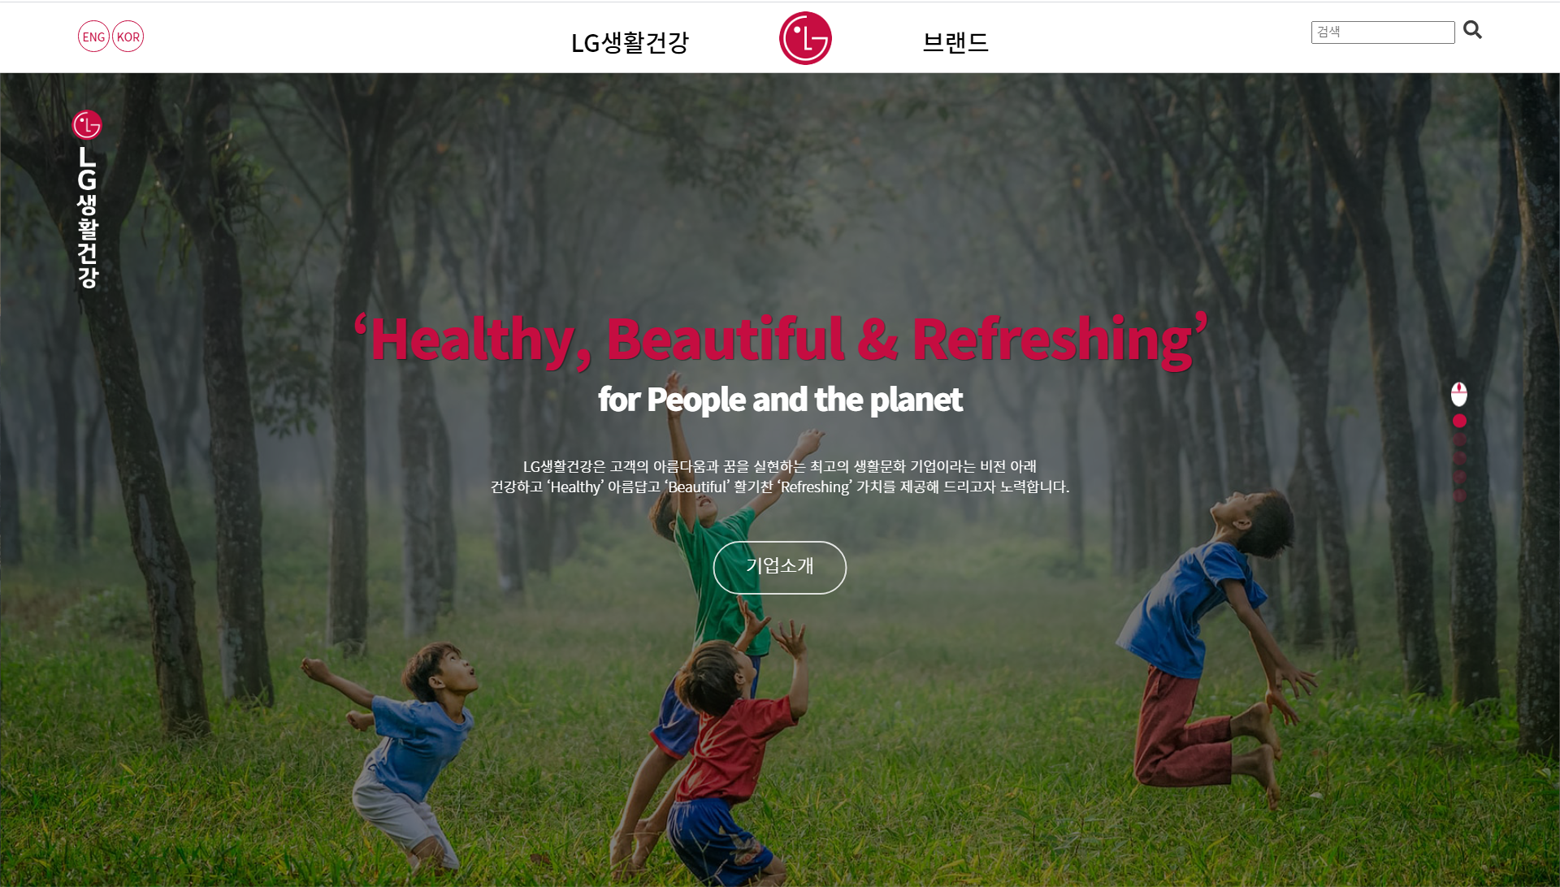 ENG KOR
LG생활건강
브랜드
검색
LG생활건강
‘Healthy, Beautiful & Refreshing’
for People and the planet
LG생활건강은 고객의 아름다움과 꿈을 실현하는 최고의 생활문화 기업이라는 비전 아래
건강하고 ‘Healthy’ 아름답고 ‘Beautiful’ 활기찬 ‘Refreshing’ 가치를 제공해 드리고자 노력합니다.
기업소개